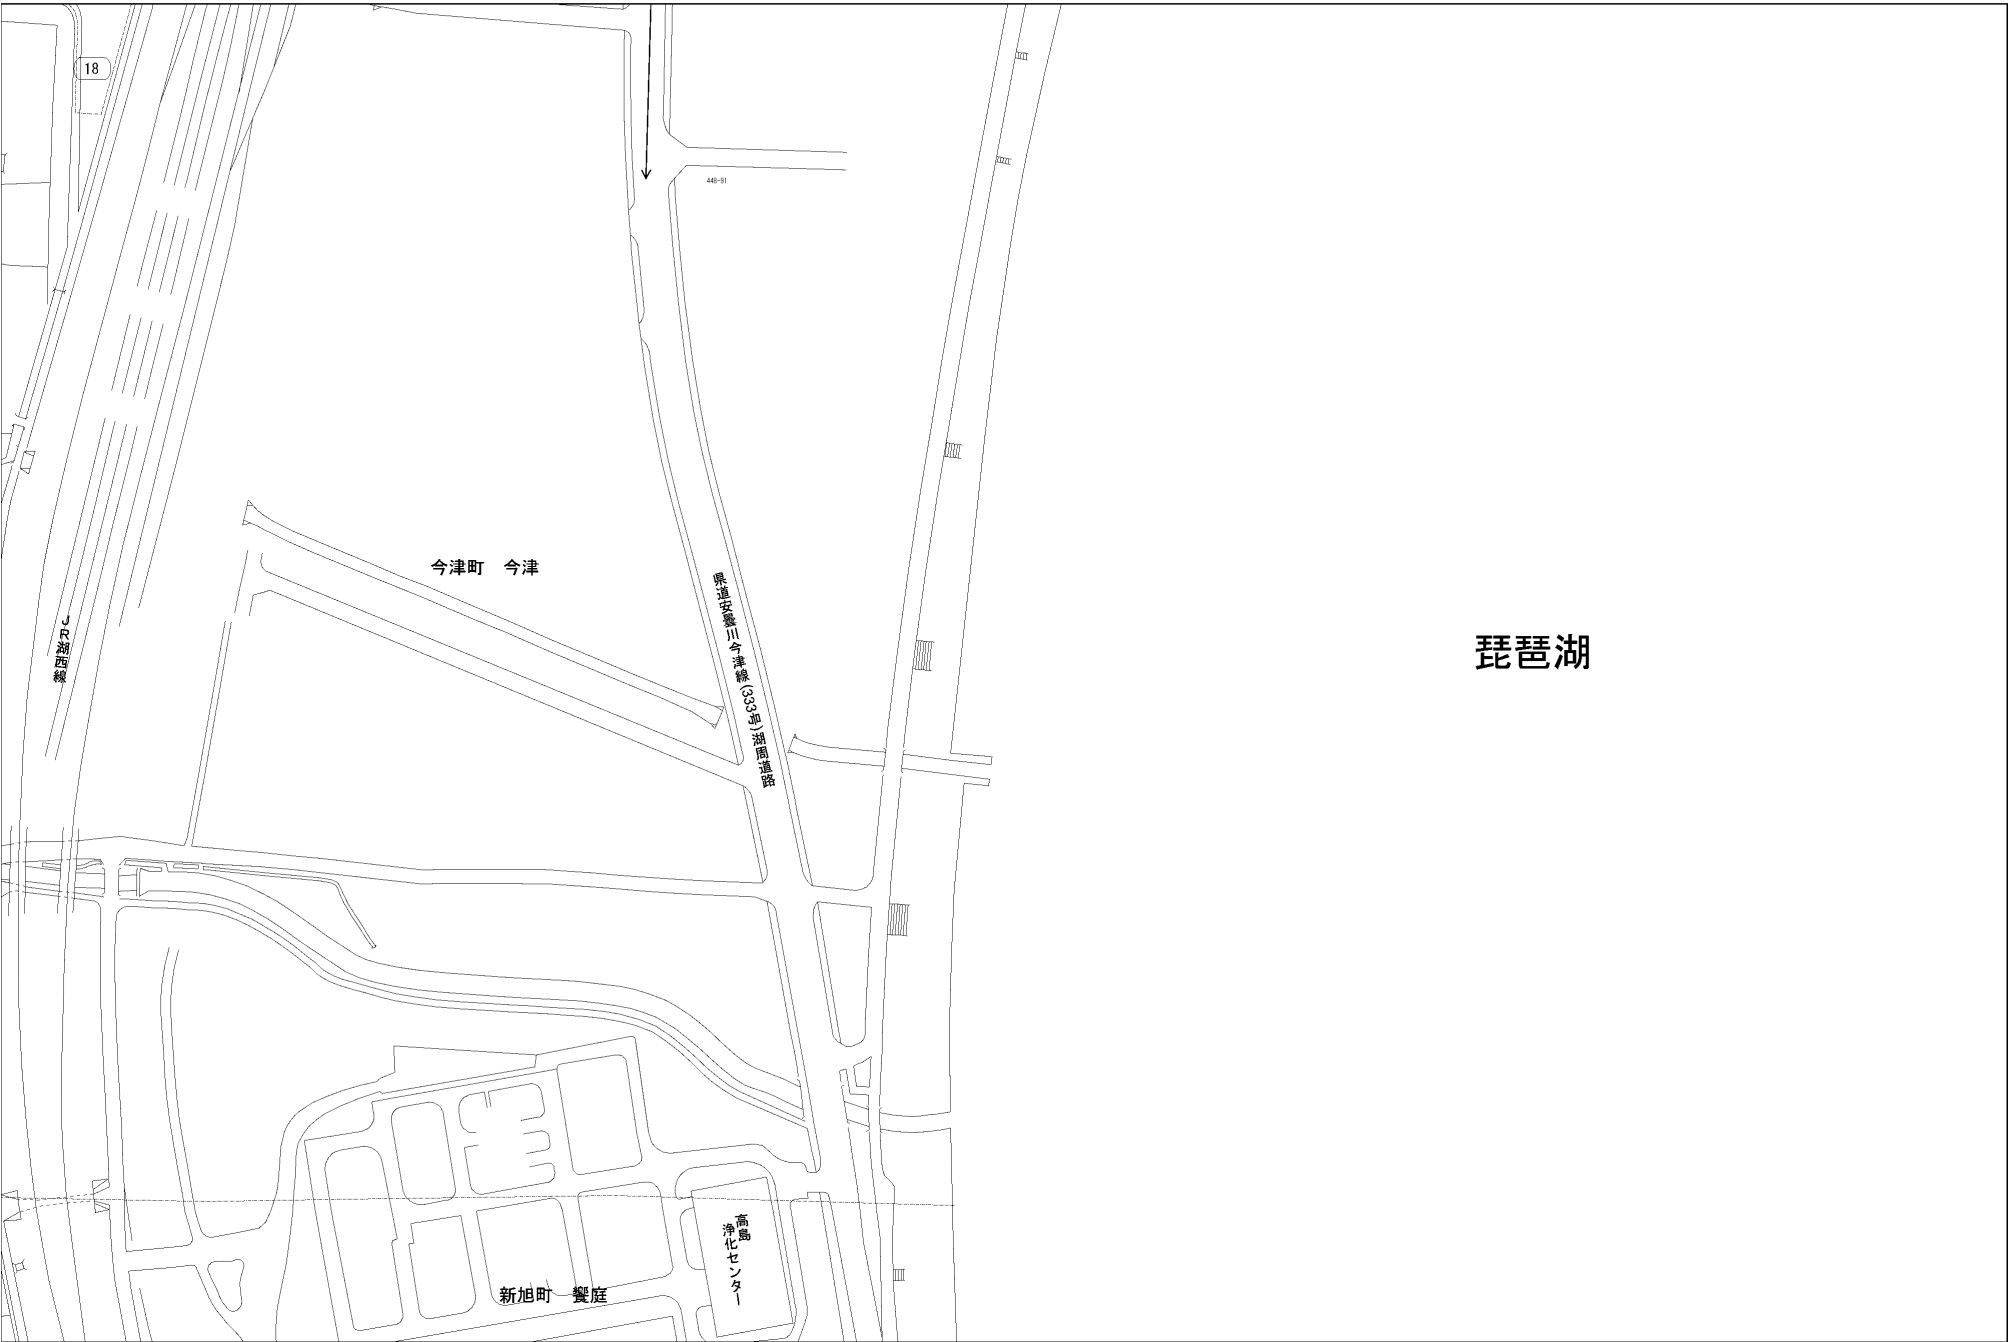 18
448-91
今津町　今津
県道安曇川今津線(333号)湖周道路
JR湖西線
琵琶湖
高島
浄化センター
新旭町　饗庭